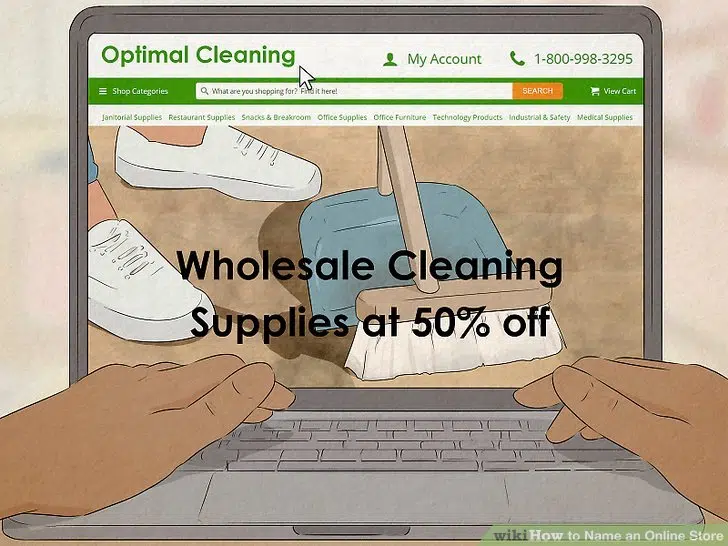 Optimal Cleaning
My Account
1-800-998-3295
Shop Categories
What are you shopping for? Find it here!
SEARCH
View Cart
Janitorial Supplies Restaurant Supplies Snacks & Breakroom Office Supplies Office Furniture Technology Products Industrial & Safety Medical Supplies
Wholesale Cleaning
Supplies at 50% off
wikiHow to Name an Online Store